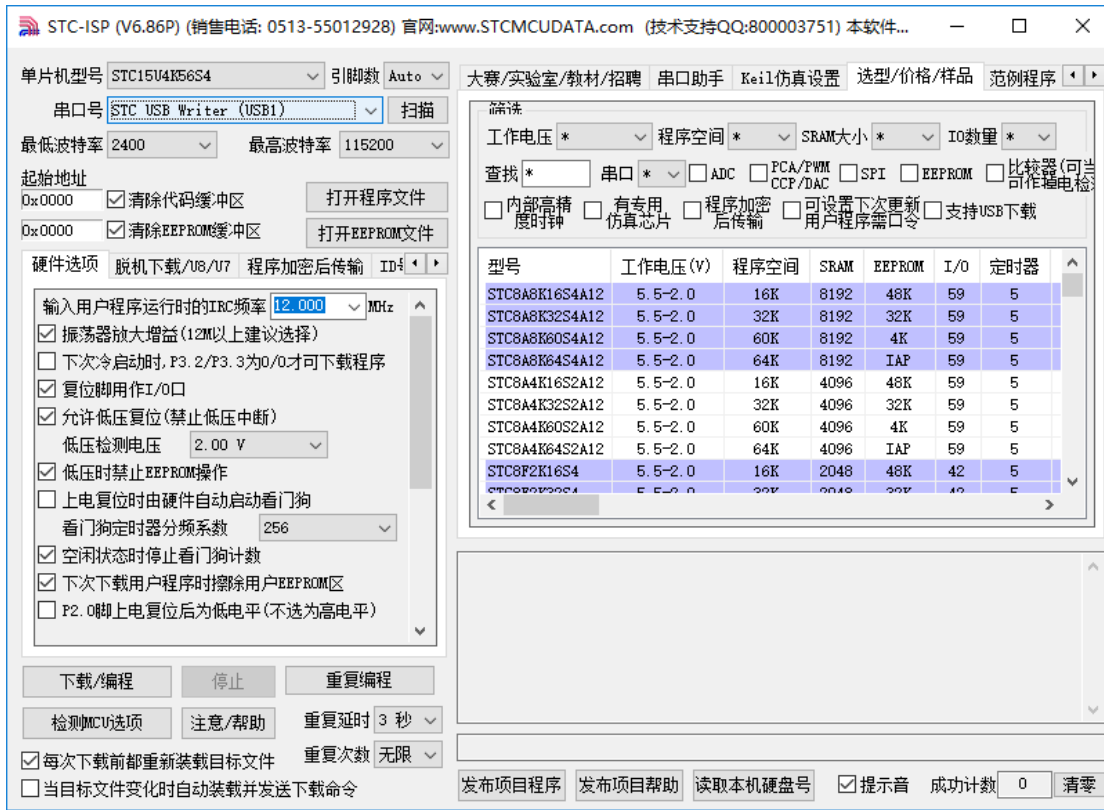 STC-ISP (V6.86P) (销售电话: 0513-55012928) 官网:www.STCMCUDATA.com (技术支持QQ:800003751) 本软件...
单片机型号 STC15U4K56S4 引脚数 Auto
串口号 STC USB Writer (USB1) 扫描
最低波特率 2400 最高波特率 115200
起始地址
0x0000 清除代码缓冲区 打开程序文件
0x0000 清除EEPROM缓冲区 打开EEPROM文件
硬件选项 脱机下载/U8/U7 程序加密后传输
输入用户程序运行时的IRC频率 12.000 MHz
振荡器放大增益(12M以上建议选择)
下次冷启动时,P3.2/P3.3为0/0才可下载程序
复位脚用作I/O口
允许低压复位(禁止低压中断)
低压检测电压 2.00 V
低压时禁止EEPROM操作
上电复位时由硬件自动启动看门狗
看门狗定时器分频系数 256
空闲状态时停止看门狗计数
下次下载用户程序时擦除用户EEPROM区
P2.0脚上电复位后为低电平(不选为高电平)
下载/编程 停止 重复编程
检测MCU选项 注意/帮助 重复延时 3 秒
每次下载前都重新装载目标文件 重复次数 无限
当目标文件变化时自动装载并发送下载命令
大赛/实验室/教材/招聘 串口助手 Keil仿真设置 选型/价格/样品 范例程序
筛选
工作电压 * 程序空间 * SRAM大小 * IO数量 *
查找 * 串口 * ADC PCA/PWM CCP/DAC SPI EEPROM 比较器(可当
内部高精度时钟 有专用仿真芯片 程序加密后传输 可设置下次更新用户程序需口令 支持USB下载
型号 工作电压(V) 程序空间 SRAM EEPROM I/O 定时器
STC8A8K16S4A12 5.5-2.0 16K 8192 48K 59 5
STC8A8K32S4A12 5.5-2.0 32K 8192 32K 59 5
STC8A8K60S4A12 5.5-2.0 60K 8192 4K 59 5
STC8A8K64S4A12 5.5-2.0 64K 8192 IAP 59 5
STC8A4K16S2A12 5.5-2.0 16K 4096 48K 59 5
STC8A4K32S2A12 5.5-2.0 32K 4096 32K 59 5
STC8A4K60S2A12 5.5-2.0 60K 4096 4K 59 5
STC8A4K64S2A12 5.5-2.0 64K 4096 IAP 59 5
STC8F2K16S4 5.5-2.0 16K 2048 48K 42 5
STC8F2K32S4 5.5-2.0 32K 2048 32K 42 5
发布项目程序 发布项目帮助 读取本机硬盘号 提示音 成功计数 0 清零